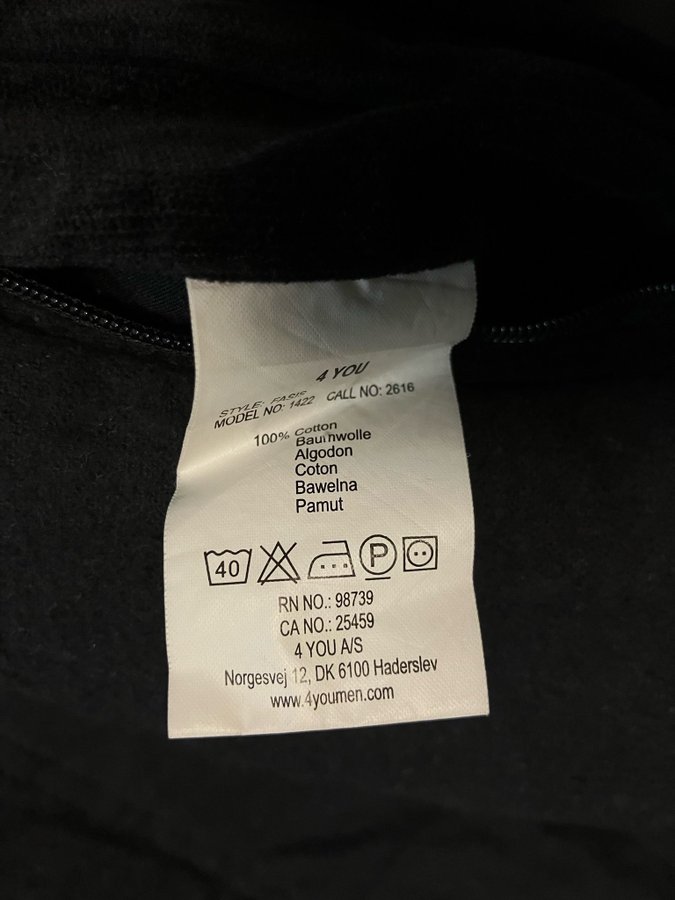 4 YOU
STYLE: FASIS
MODEL NO: 1422 CALL NO: 2616
100% Cotton
Baumwolle
Algodon
Coton
Bawelna
Pamut
40 P
RN NO.: 98739
CA NO.: 25459
4 YOU A/S
Norgesvej 12, DK 6100 Haderslev
www.4youmen.com